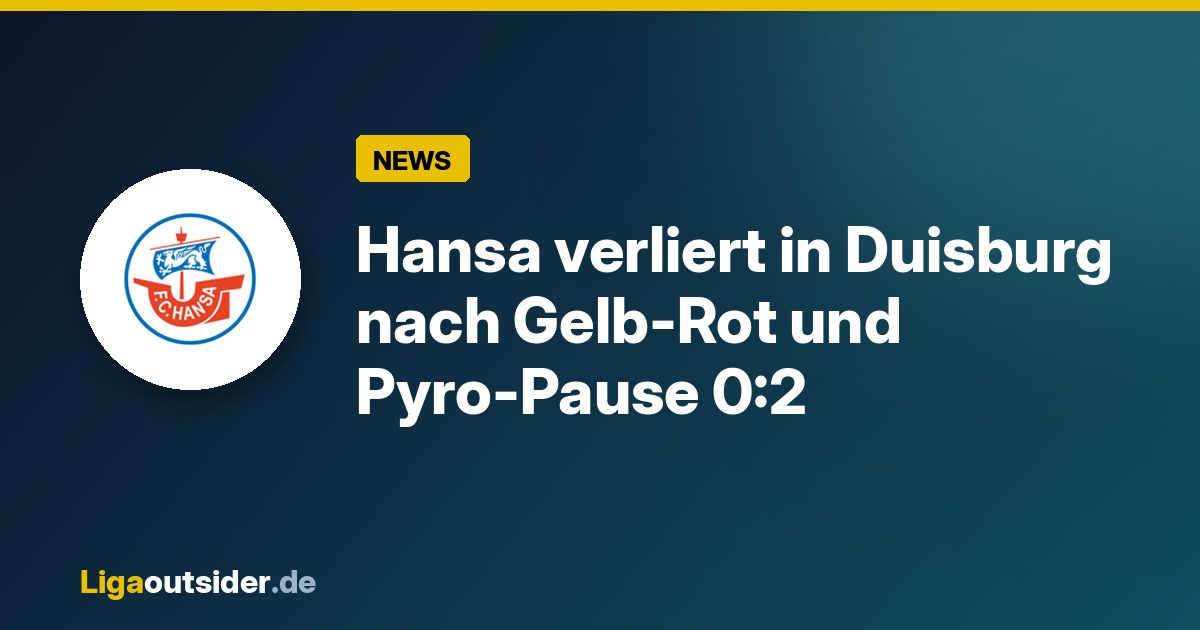 NEWS
F.C.HANSA
Hansa verliert in Duisburg
nach Gelb-Rot und
Pyro-Pause 0:2
Ligaoutsider.de